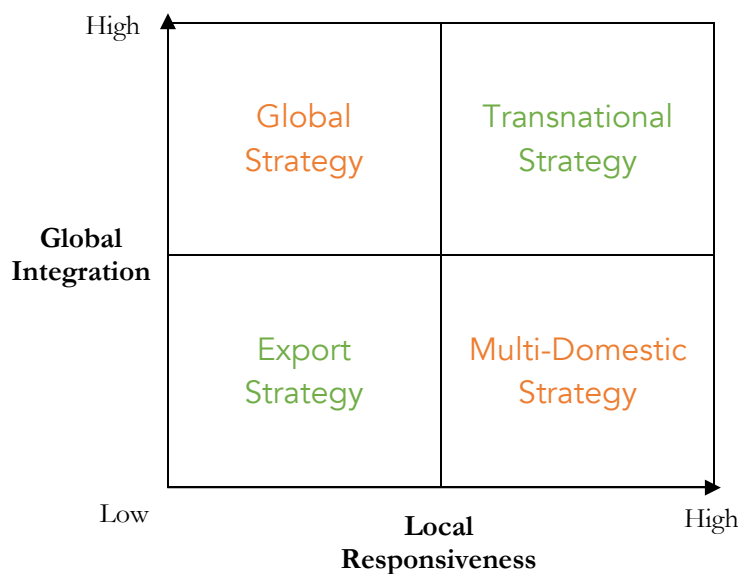 High
Global
Strategy
Transnational
Strategy
Global
Integration
Export
Strategy
Multi-Domestic
Strategy
Low
Local
Responsiveness
High